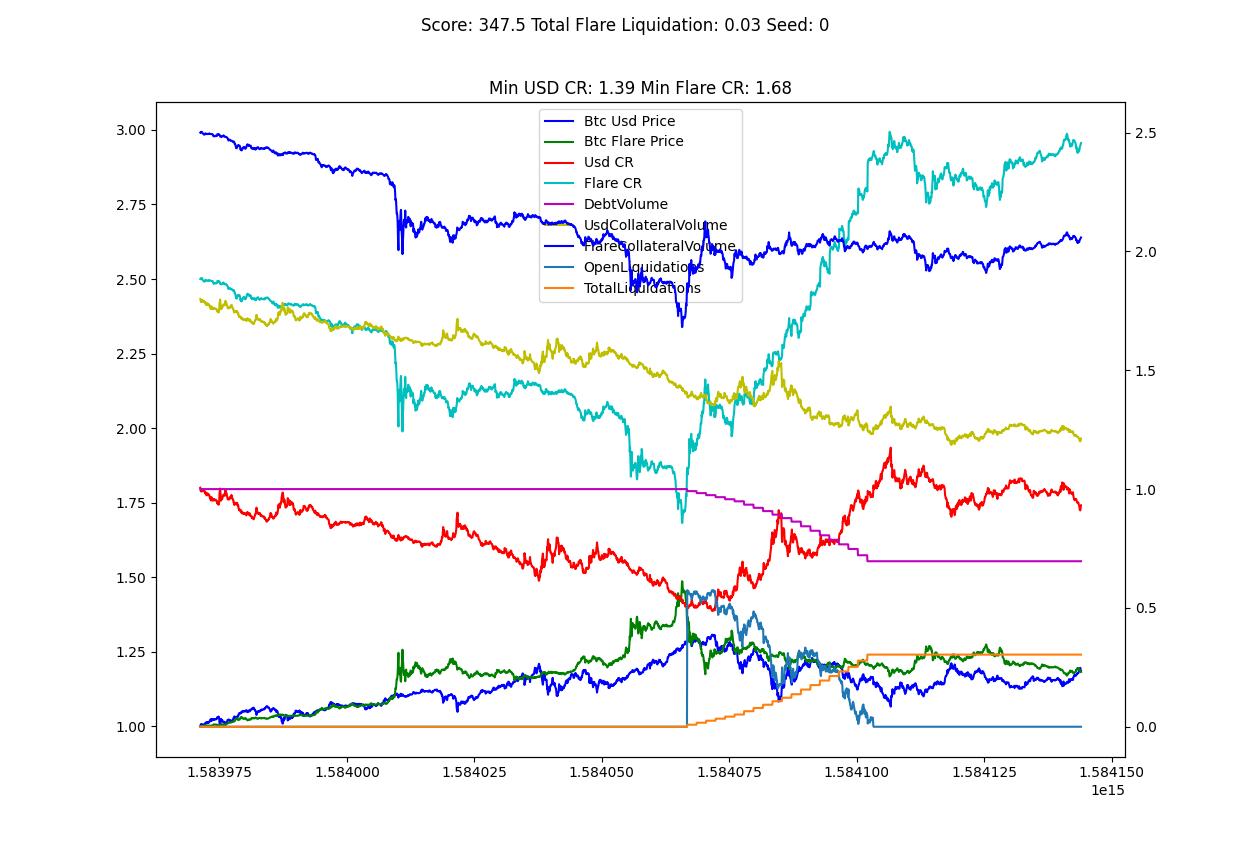 Score: 347.5 Total Flare Liquidation: 0.03 Seed: 0
Min USD CR: 1.39 Min Flare CR: 1.68
Btc Usd Price
Btc Flare Price
Usd CR
Flare CR
DebtVolume
UsdCollateralVolume
FlareCollateralVolume
OpenLiquidations
TotalLiquidations
3.00
2.75
2.50
2.25
2.00
1.75
1.50
1.25
1.00
2.5
2.0
1.5
1.0
0.5
0.0
1.583975 1.584000 1.584025 1.584050 1.584075 1.584100 1.584125 1.584150
1e15